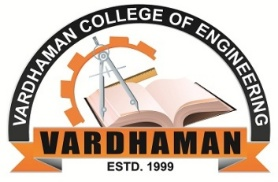 VARDHAMAN COLLEGE OF ENGINEERING
VARDHAMAN
ESTD. 1999